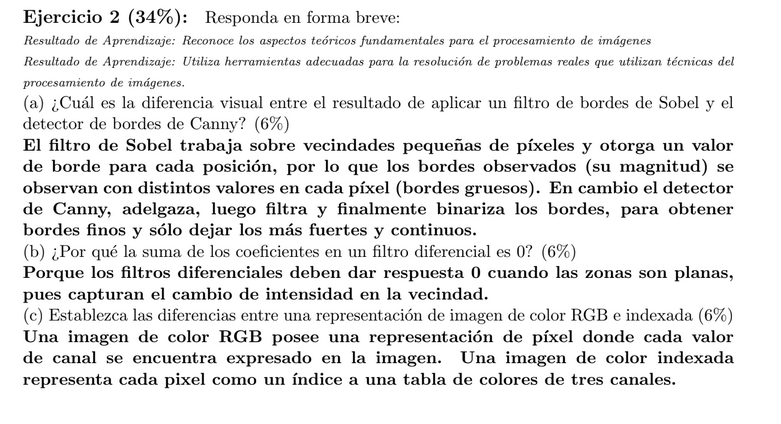 Ejercicio 2 (34%): Responda en forma breve:
Resultado de Aprendizaje: Reconoce los aspectos teóricos fundamentales para el procesamiento de imágenes
Resultado de Aprendizaje: Utiliza herramientas adecuadas para la resolución de problemas reales que utilizan técnicas del
procesamiento de imágenes.
(a) ¿Cuál es la diferencia visual entre el resultado de aplicar un filtro de bordes de Sobel y el
detector de bordes de Canny? (6%)
El filtro de Sobel trabaja sobre vecindades pequeñas de píxeles y otorga un valor
de borde para cada posición, por lo que los bordes observados (su magnitud) se
observan con distintos valores en cada píxel (bordes gruesos). En cambio el detector
de Canny, adelgaza, luego filtra y finalmente binariza los bordes, para obtener
bordes finos y sólo dejar los más fuertes y continuos.
(b) ¿Por qué la suma de los coeficientes en un filtro diferencial es 0? (6%)
Porque los filtros diferenciales deben dar respuesta 0 cuando las zonas son planas,
pues capturan el cambio de intensidad en la vecindad.
(c) Establezca las diferencias entre una representación de imagen de color RGB e indexada (6%)
Una imagen de color RGB posee una representación de píxel donde cada valor
de canal se encuentra expresado en la imagen. Una imagen de color indexada
representa cada pixel como un índice a una tabla de colores de tres canales.